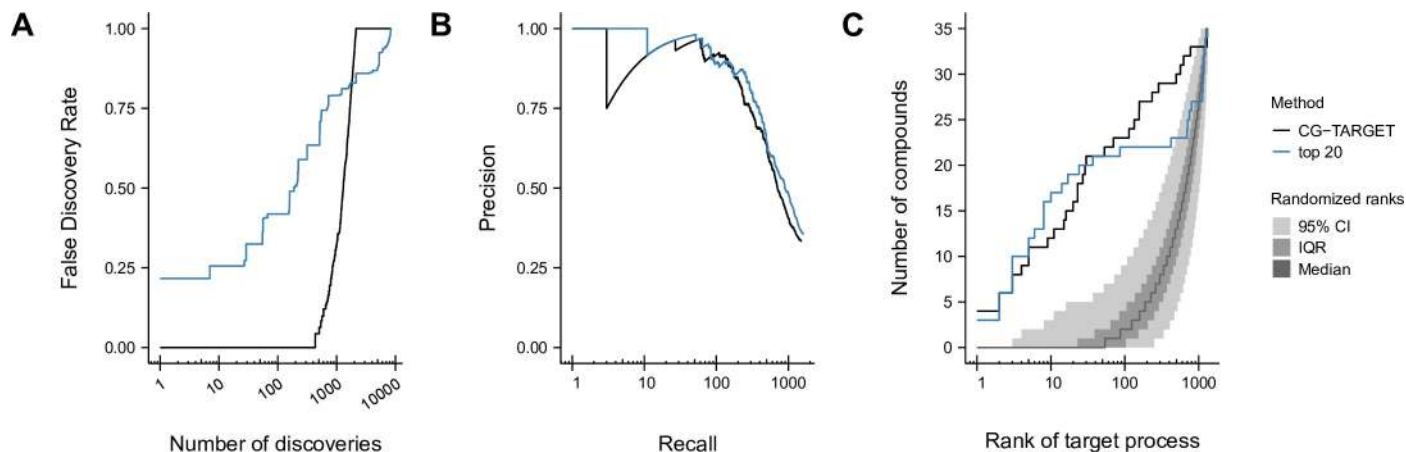 A
False Discovery Rate
1.00
0.75
0.50
0.25
0.00
1
10
100
1000
10000
Number of discoveries
B
Precision
1.00
0.75
0.50
0.25
0.00
1
10
100
1000
Recall
C
Number of compounds
35
30
25
20
15
10
5
0
1
10
100
1000
Rank of target process
Method
CG−TARGET
top 20
Randomized ranks
95% CI
IQR
Median